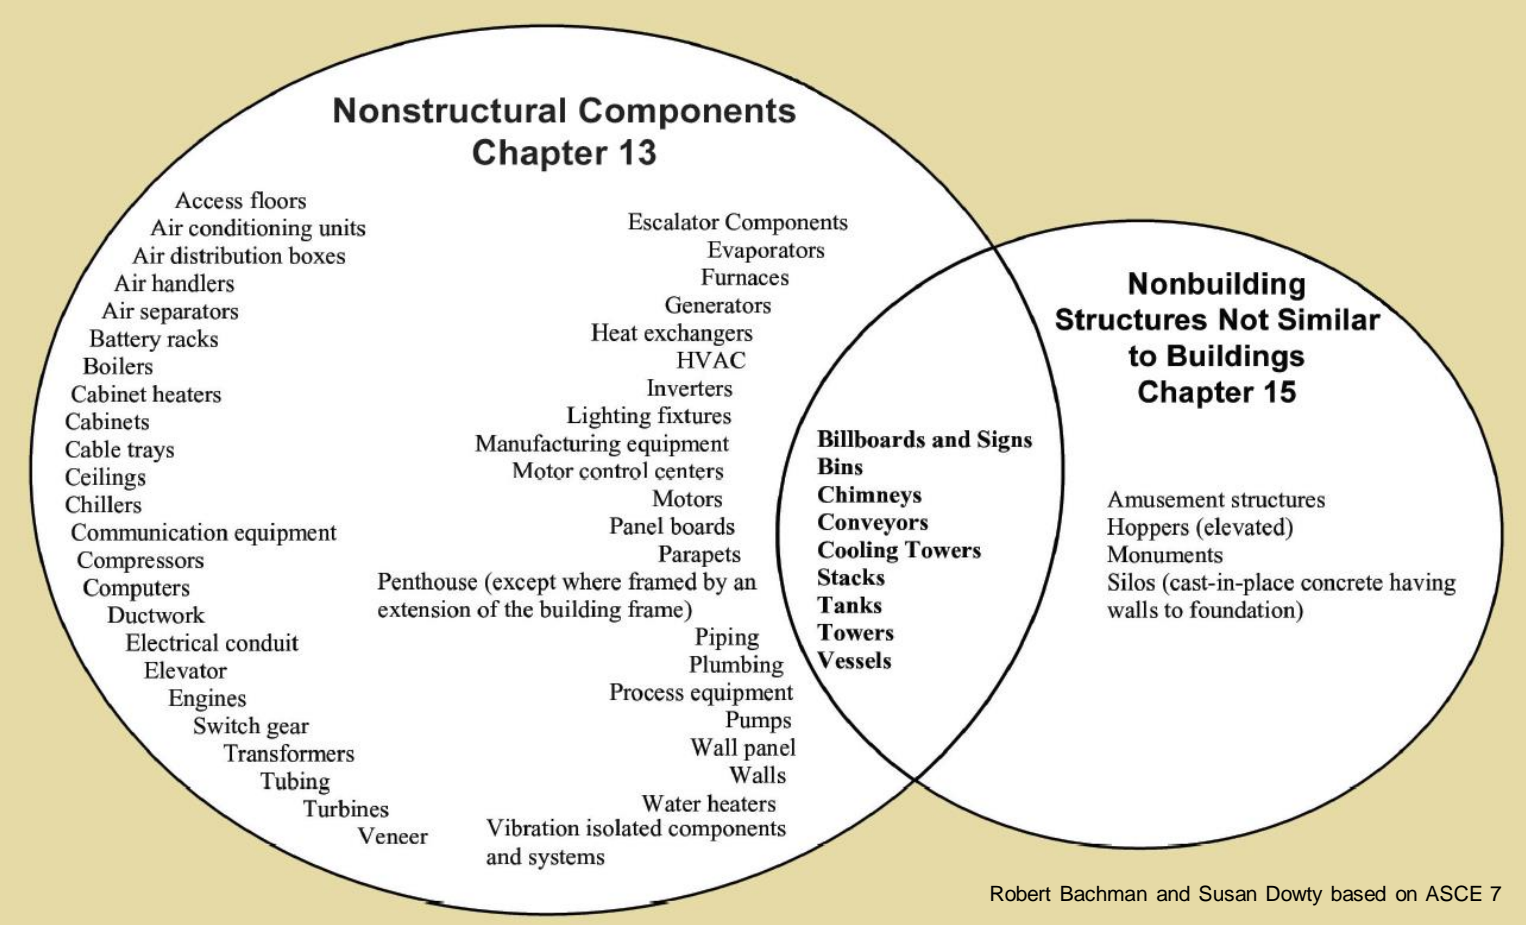 Nonstructural Components
Chapter 13
Access floors
Air conditioning units
Air distribution boxes
Air handlers
Air separators
Battery racks
Boilers
Cabinet heaters
Cabinets
Cable trays
Ceilings
Chillers
Communication equipment
Compressors
Computers
Ductwork
Electrical conduit
Elevator
Engines
Switch gear
Transformers
Tubing
Turbines
Veneer
Escalator Components
Evaporators
Furnaces
Generators
Heat exchangers
HVAC
Inverters
Lighting fixtures
Manufacturing equipment
Motor control centers
Motors
Panel boards
Parapets
Penthouse (except where framed by an
extension of the building frame)
Piping
Plumbing
Process equipment
Pumps
Wall panel
Walls
Water heaters
Vibration isolated components
and systems
Billboards and Signs
Bins
Chimneys
Conveyors
Cooling Towers
Stacks
Tanks
Towers
Vessels
Nonbuilding
Structures Not Similar
to Buildings
Chapter 15
Amusement structures
Hoppers (elevated)
Monuments
Silos (cast-in-place concrete having
walls to foundation)
Robert Bachman and Susan Dowty based on ASCE 7